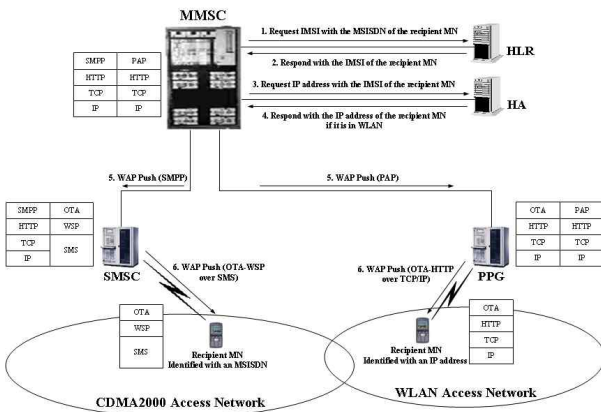 MMSC
1. Request IMSI with the MSISDN of the recipient MN
2. Respond with the IMSI of the recipient MN
HLR
3. Request IP address with the IMSI of the recipient MN
4. Respond with the IP address of the recipient MN
if it is in WLAN
HA
SMPP PAP
HTTP HTTP
TCP TCP
IP IP
5. WAP Push (SMPP)
5. WAP Push (PAP)
SMPP OTA
HTTP WSP
TCP SMS
IP
SMSC
6. WAP Push (OTA-WSP
over SMS)
6. WAP Push (OTA-HTTP
over TCP/IP)
PPG
OTA PAP
HTTP HTTP
TCP TCP
IP IP
OTA
WSP
SMS
Recipient MN
Identified with an MSISDN
Recipient MN
Identified with an IP address
OTA
HTTP
TCP
IP
CDMA2000 Access Network
WLAN Access Network